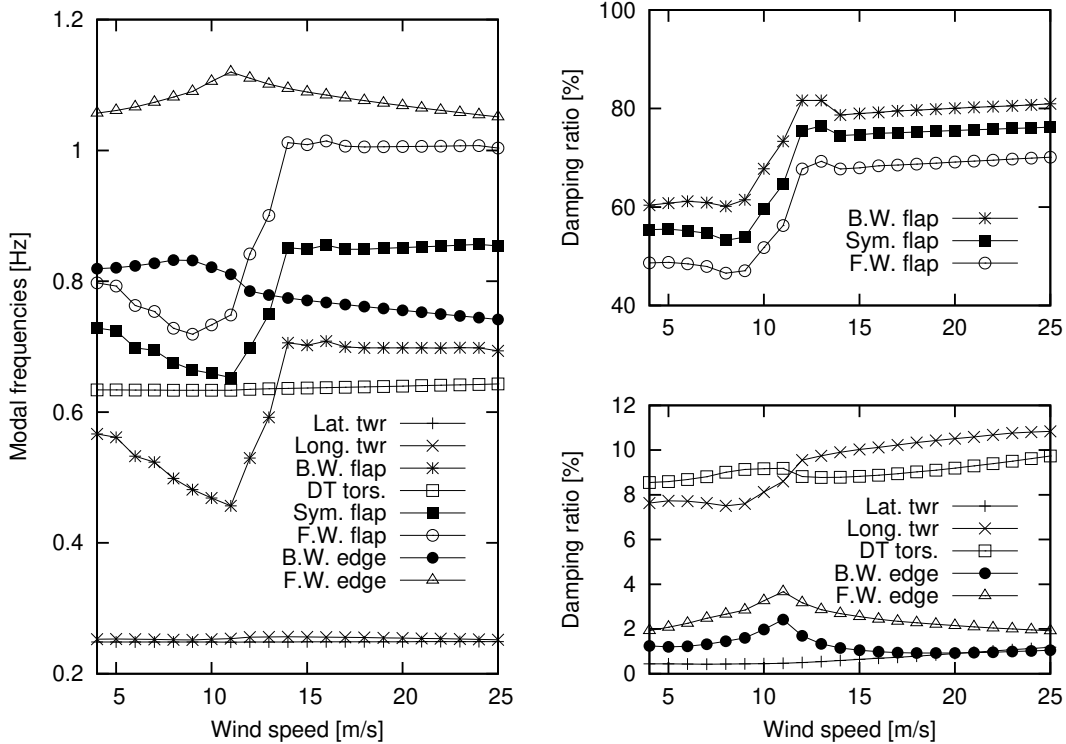 1.2
1
0.8
0.6
0.4
0.2
Modal frequencies [Hz]
Lat. twr
Long. twr
B.W. flap
DT tors.
Sym. flap
F.W. flap
B.W. edge
F.W. edge
5 10 15 20 25
Wind speed [m/s]
100
80
60
40
Damping ratio [%]
B.W. flap
Sym. flap
F.W. flap
5 10 15 20 25
12
10
8
6
4
2
0
Damping ratio [%]
Lat. twr
Long. twr
DT tors.
B.W. edge
F.W. edge
5 10 15 20 25
Wind speed [m/s]